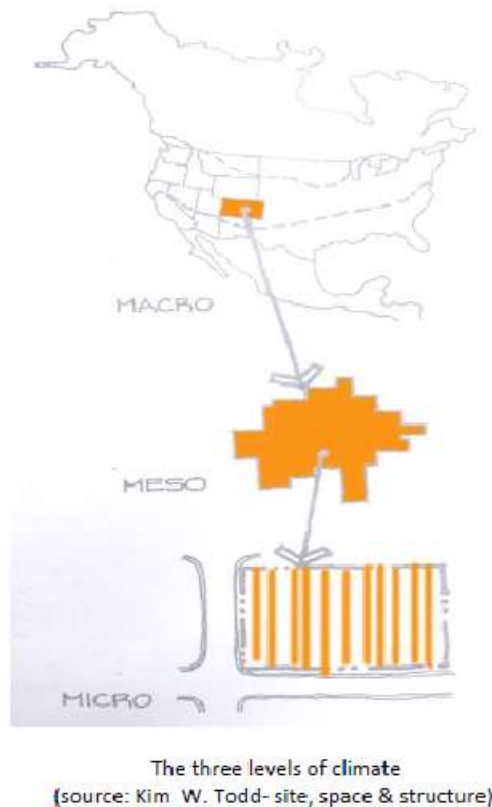 MACRO
MESO
MICRO
The three levels of climate
(source: Kim W. Todd- site, space & structure)